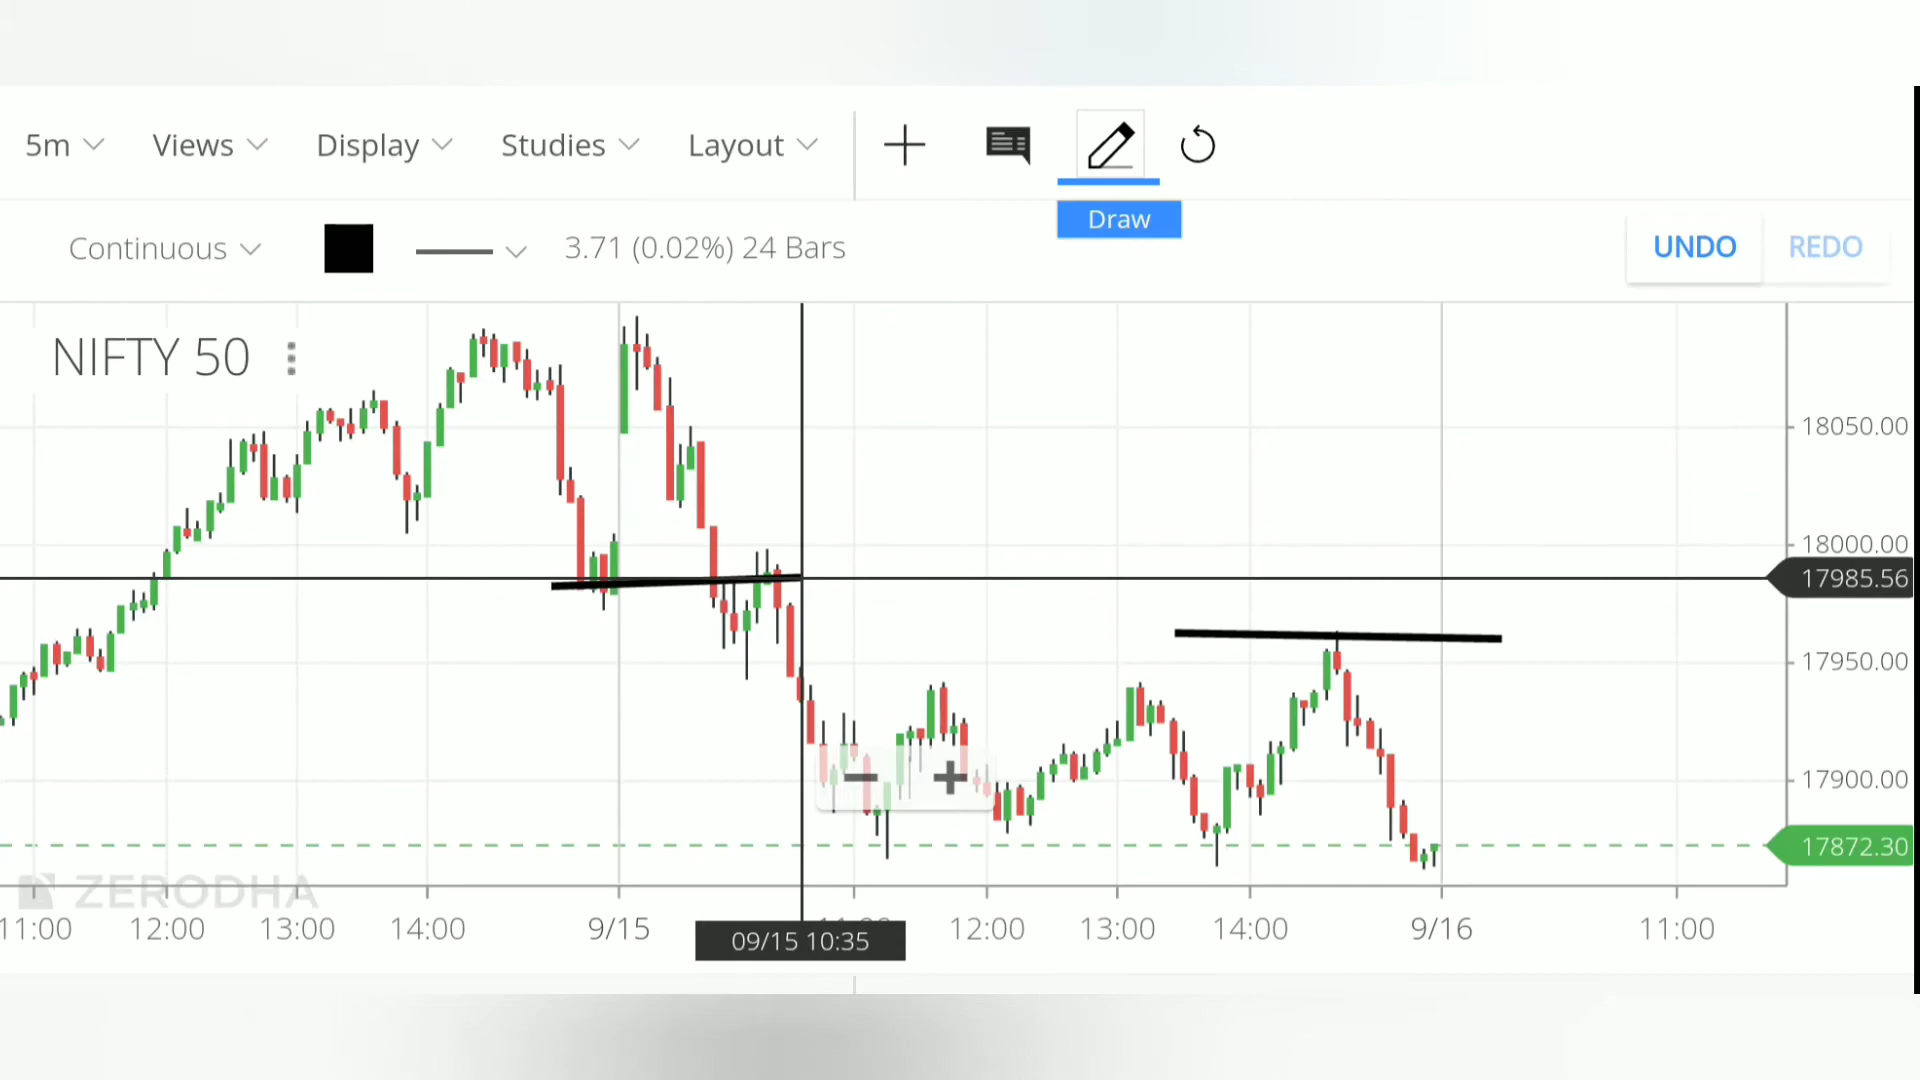 5m Views Display Studies Layout
Draw
Continuous 3.71 (0.02%) 24 Bars UNDO REDO
NIFTY 50
18050.00
18000.00
17985.56
17950.00
17900.00
17872.30
ZERODHA
11:00 12:00 13:00 14:00 9/15 12:00 13:00 14:00 9/16 11:00
09/15 10:35